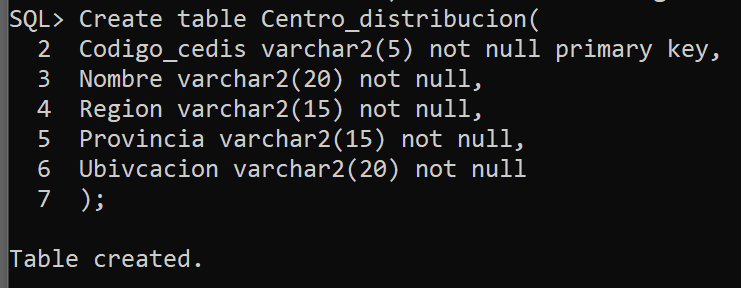 SQL> Create table Centro_distribucion(
2 Codigo_cedis varchar2(5) not null primary key,
3 Nombre varchar2(20) not null,
4 Region varchar2(15) not null,
5 Provincia varchar2(15) not null,
6 Ubivcacion varchar2(20) not null
7 );
Table created.